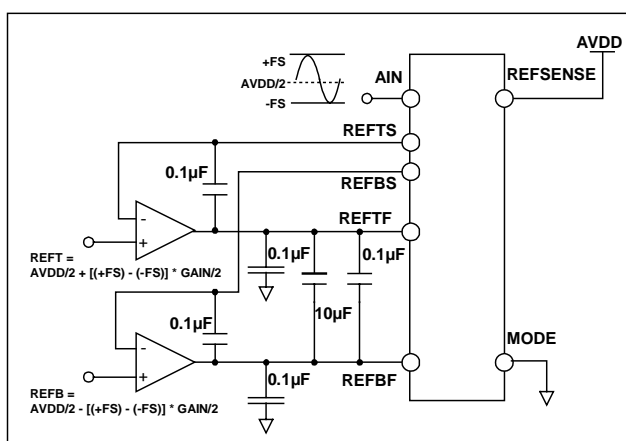 AVDD
+FS
AVDD/2
-FS
AIN
REFSENSE
REFTS
0.1µF
REFBS
-
+
REFTF
REFT =
AVDD/2 + [(+FS) - (-FS)] * GAIN/2
0.1µF
0.1µF
10µF
0.1µF
MODE
-
+
REFBF
0.1µF
REFB =
AVDD/2 - [(+FS) - (-FS)] * GAIN/2